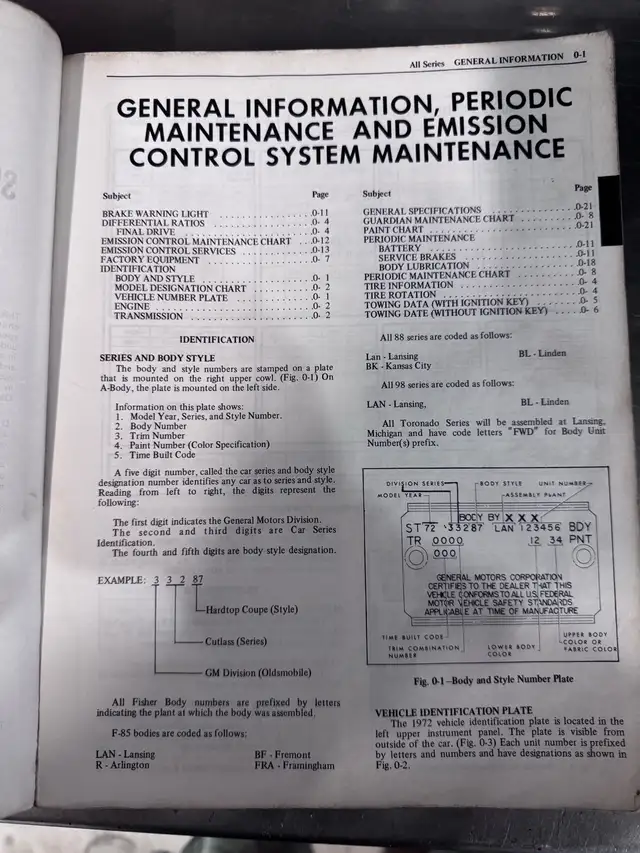 All Series GENERAL INFORMATION 0-1
GENERAL INFORMATION, PERIODIC
MAINTENANCE AND EMISSION
CONTROL SYSTEM MAINTENANCE
Subject Page
BRAKE WARNING LIGHT . . . . . . . . . . . . . . . .0-11
DIFFERENTIAL RATIOS . . . . . . . . . . . . . . . .0- 4
FINAL DRIVE . . . . . . . . . . . . . . . .0- 4
EMISSION CONTROL MAINTENANCE CHART . . . .0-12
EMISSION CONTROL SERVICES . . . . . . . . . . . .0-13
FACTORY EQUIPMENT . . . . . . . . . . . . . . . .0- 7
IDENTIFICATION
BODY AND STYLE . . . . . . . . . . . . . . . .0- 1
MODEL DESIGNATION CHART . . . . . . . . . . .0- 2
VEHICLE NUMBER PLATE . . . . . . . . . . . . .0- 1
ENGINE . . . . . . . . . . . . . . . .0- 2
TRANSMISSION . . . . . . . . . . . . . . . .0- 2
IDENTIFICATION
SERIES AND BODY STYLE
The body and style numbers are stamped on a plate
that is mounted on the right upper cowl. (Fig. 0-1) On
A-Body, the plate is mounted on the left side.
Information on this plate shows:
1. Model Year, Series, and Style Number.
2. Body Number
3. Trim Number
4. Paint Number (Color Specification)
5. Time Built Code
A five digit number, called the car series and body style
designation number identifies any car as to series and style.
Reading from left to right, the digits represent the
following:
The first digit indicates the General Motors Division.
The second and third digits are Car Series
Identification.
The fourth and fifth digits are body style designation.
EXAMPLE: 3 3 2 87
Hardtop Coupe (Style)
Cutlass (Series)
GM Division (Oldsmobile)
All Fisher Body numbers are prefixed by letters
indicating the plant at which the body was assembled.
F-85 bodies are coded as follows:
LAN - Lansing BF - Fremont
R - Arlington FRA - Framingham
Subject Page
GENERAL SPECIFICATIONS . . . . . . . . . . . . . .0-21
GUARDIAN MAINTENANCE CHART . . . . . . . . . .0- 8
PAINT CHART . . . . . . . . . . . . . . . .0-21
PERIODIC MAINTENANCE
BATTERY . . . . . . . . . . . . . . . .0-11
SERVICE BRAKES . . . . . . . . . . . . . . . .0-11
BODY LUBRICATION . . . . . . . . . . . . . . .0-18
PERIODIC MAINTENANCE CHART . . . . . . . . . .0- 8
TIRE INFORMATION . . . . . . . . . . . . . . . .0- 4
TIRE ROTATION . . . . . . . . . . . . . . . .0- 4
TOWING DATA (WITH IGNITION KEY) . . . . . . . .0- 5
TOWING DATE (WITHOUT IGNITION KEY) . . . . .0- 6
All 88 series are coded as follows:
Lan - Lansing BL - Linden
BK - Kansas City
All 98 series are coded as follows:
LAN - Lansing, BL - Linden
All Toronado Series will be assembled at Lansing,
Michigan and have code letters "FWD" for Body Unit
Number(s) prefix.
DIVISION SERIES BODY STYLE UNIT NUMBER
MODEL YEAR ASSEMBLY PLANT
BODY BY X X X
ST 72 33287 LAN 123456 BDY
TR 0000 12 34 PNT
000
GENERAL MOTORS CORPORATION
CERTIFIES TO THE DEALER THAT THIS
VEHICLE CONFORMS TO ALL U.S. FEDERAL
MOTOR VEHICLE SAFETY STANDARDS
APPLICABLE AT TIME OF MANUFACTURE
TIME BUILT CODE UPPER BODY
TRIM COMBINATION LOWER BODY COLOR OR
NUMBER COLOR FABRIC COLOR
Fig. 0-1-Body and Style Number Plate
VEHICLE IDENTIFICATION PLATE
The 1972 vehicle identification plate is located in the
left upper instrument panel. The plate is visible from
outside of the car. (Fig. 0-3) Each unit number is prefixed
by letters and numbers and have designations as shown in
Fig. 0-2.